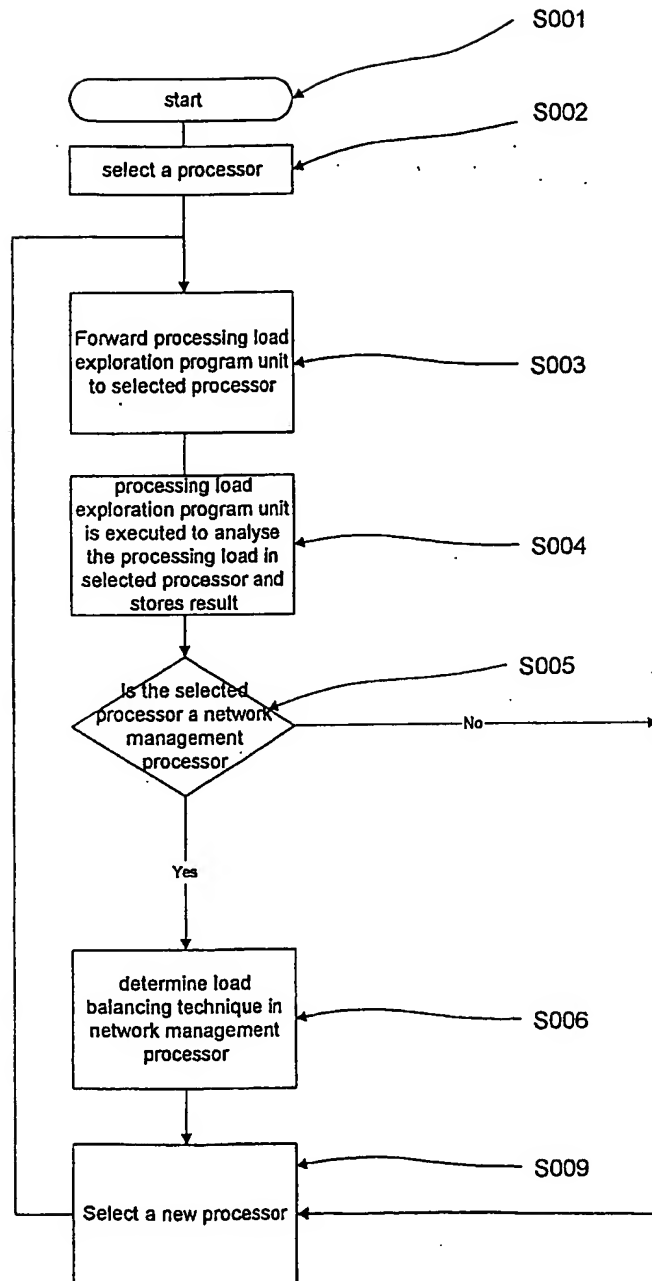 S001
start
S002
select a processor
Forward processing load
exploration program unit
to selected processor
S003
processing load
exploration program unit
is executed to analyse
the processing load in
selected processor and
stores result
S004
S005
Is the selected
processor a network
management
processor
No
Yes
determine load
balancing technique in
network management
processor
S006
S009
Select a new processor